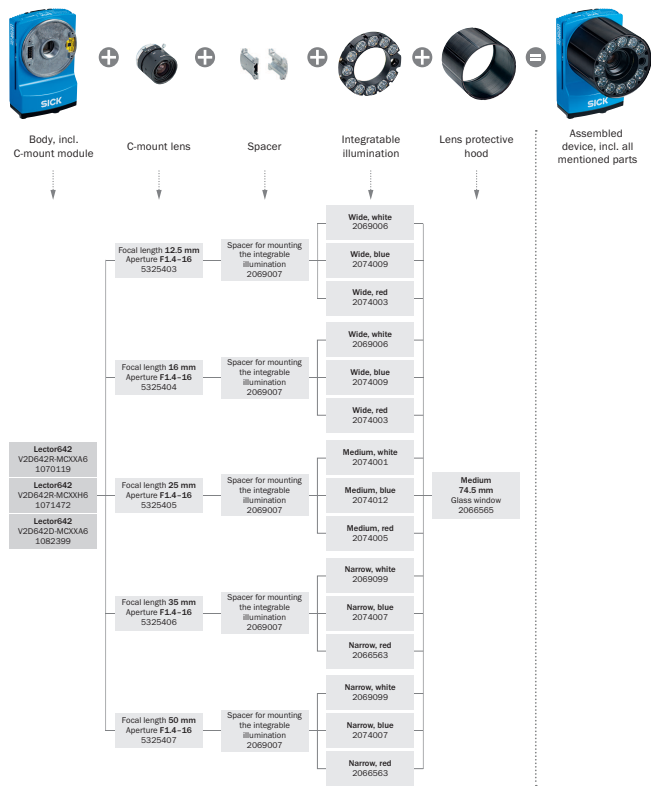 SICK
SICK
Body, incl.
C-mount module
C-mount lens
Spacer
Integratable
illumination
Lens protective
hood
Assembled
device, incl. all
mentioned parts
Lector642
V2D642R-MCXXA6
1070119
Lector642
V2D642R-MCXXH6
1071472
Lector642
V2D642D-MCXXA6
1082399
Focal length 12.5 mm
Aperture F1.4–16
5325403
Spacer for mounting
the integrable
illumination
2069007
Wide, white
2069006
Wide, blue
2074009
Wide, red
2074003
Focal length 16 mm
Aperture F1.4–16
5325404
Spacer for mounting
the integrable
illumination
2069007
Wide, white
2069006
Wide, blue
2074009
Wide, red
2074003
Focal length 25 mm
Aperture F1.4–16
5325405
Spacer for mounting
the integrable
illumination
2069007
Medium, white
2074001
Medium, blue
2074012
Medium, red
2074005
Focal length 35 mm
Aperture F1.4–16
5325406
Spacer for mounting
the integrable
illumination
2069007
Narrow, white
2069099
Narrow, blue
2074007
Narrow, red
2066563
Focal length 50 mm
Aperture F1.4–16
5325407
Spacer for mounting
the integrable
illumination
2069007
Narrow, white
2069099
Narrow, blue
2074007
Narrow, red
2066563
Medium
74.5 mm
Glass window
2066565